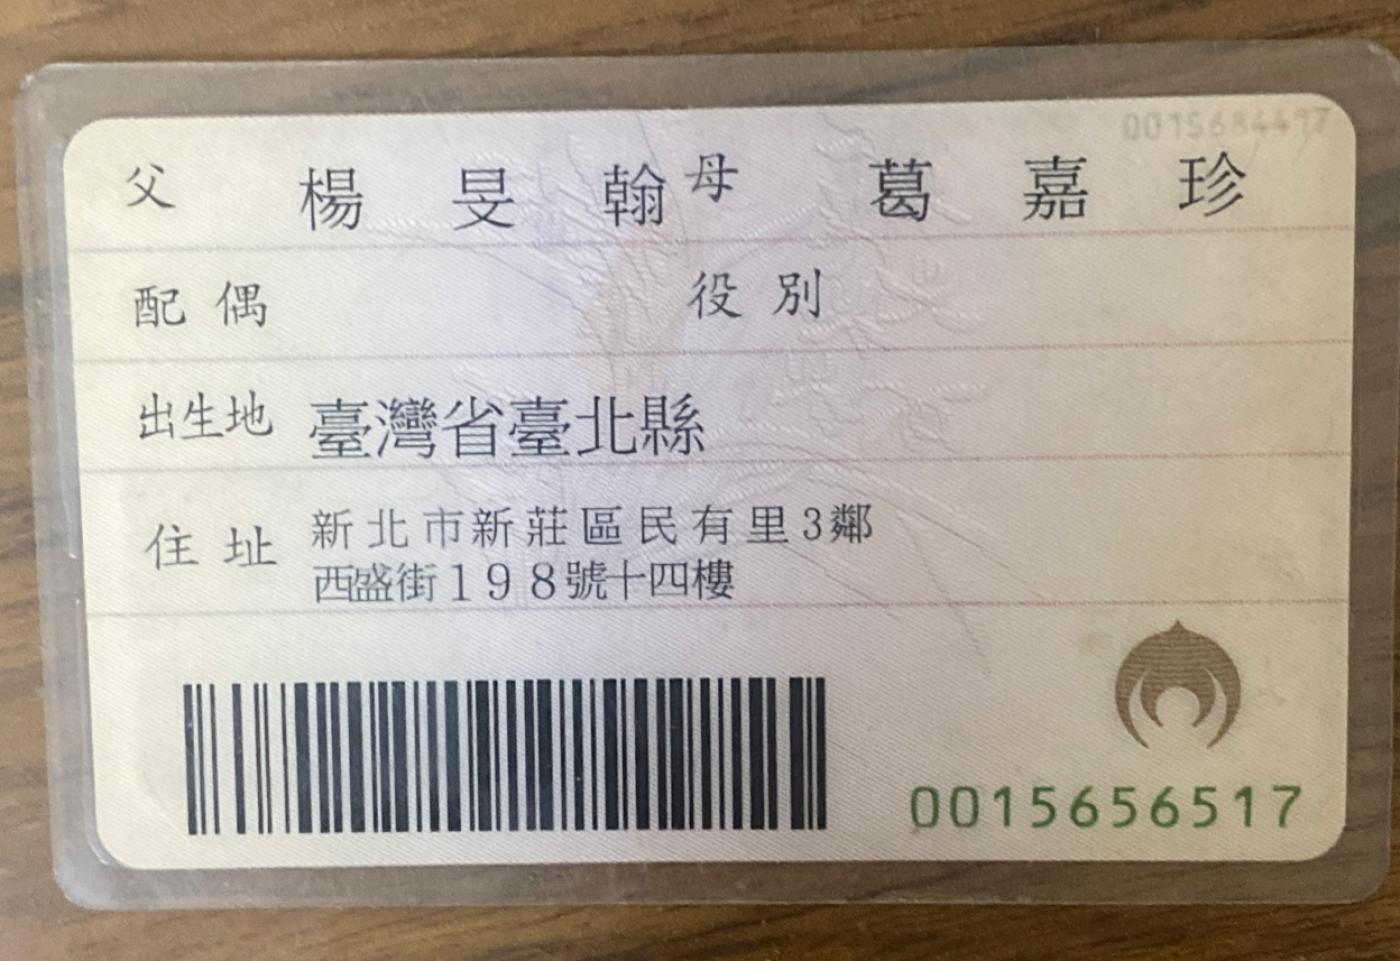 父 楊旻翰 母 葛嘉珍
配偶 役別
出生地 臺灣省臺北縣
住址 新北市新莊區民有里3鄰
西盛街198號十四樓
0015656517